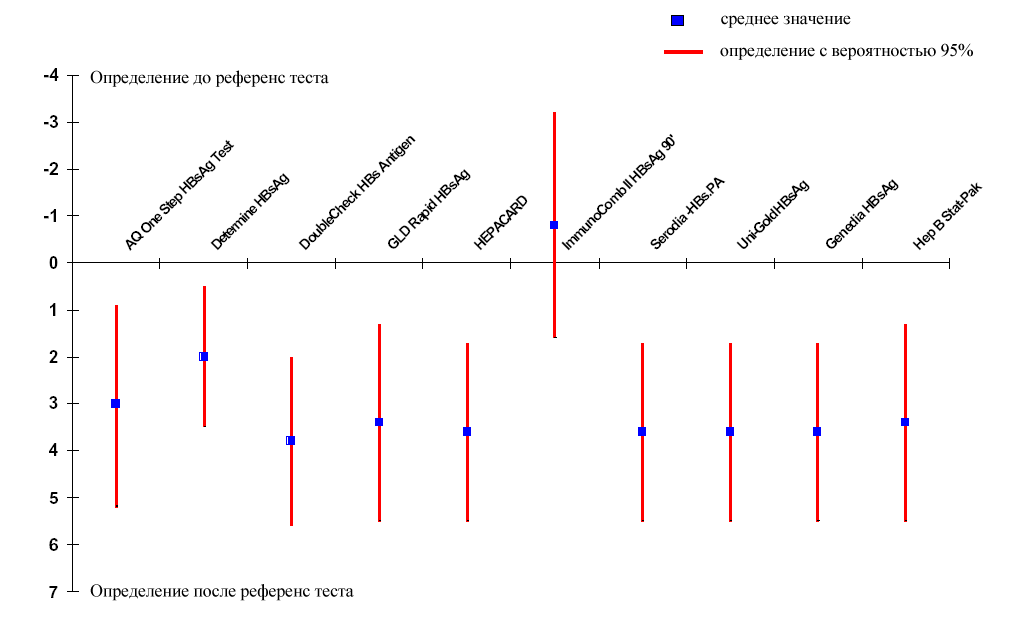 среднее значение
определение с вероятностью 95%
Определение до референс теста
-4
-3
-2
-1
0
1
2
3
4
5
6
7
AQ One Step HBsAg Test
Determine HBsAg
DoubleCheck HBs Antigen
GLD Rapid HBsAg
HEPACARD
ImmunoComb II HBsAg 90'
Serodia -HBs.PA
Uni-GoldHBsAg
Genedia HBsAg
Hep B Stat-Pak
Определение после референс теста